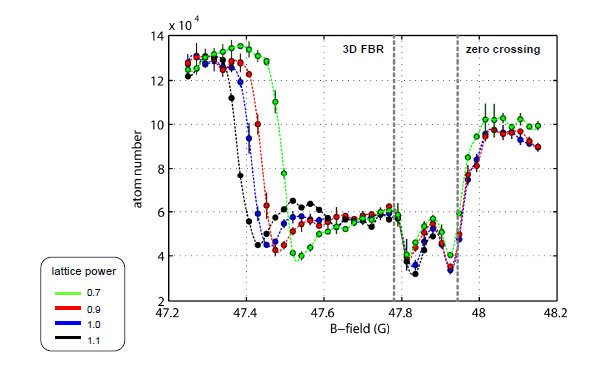 x 10 4
14
12
10
8
6
4
2
atom number
3D FBR
zero crossing
47.2
47.4
47.6
47.8
48
48.2
B−field (G)
lattice power
0.7
0.9
1.0
1.1